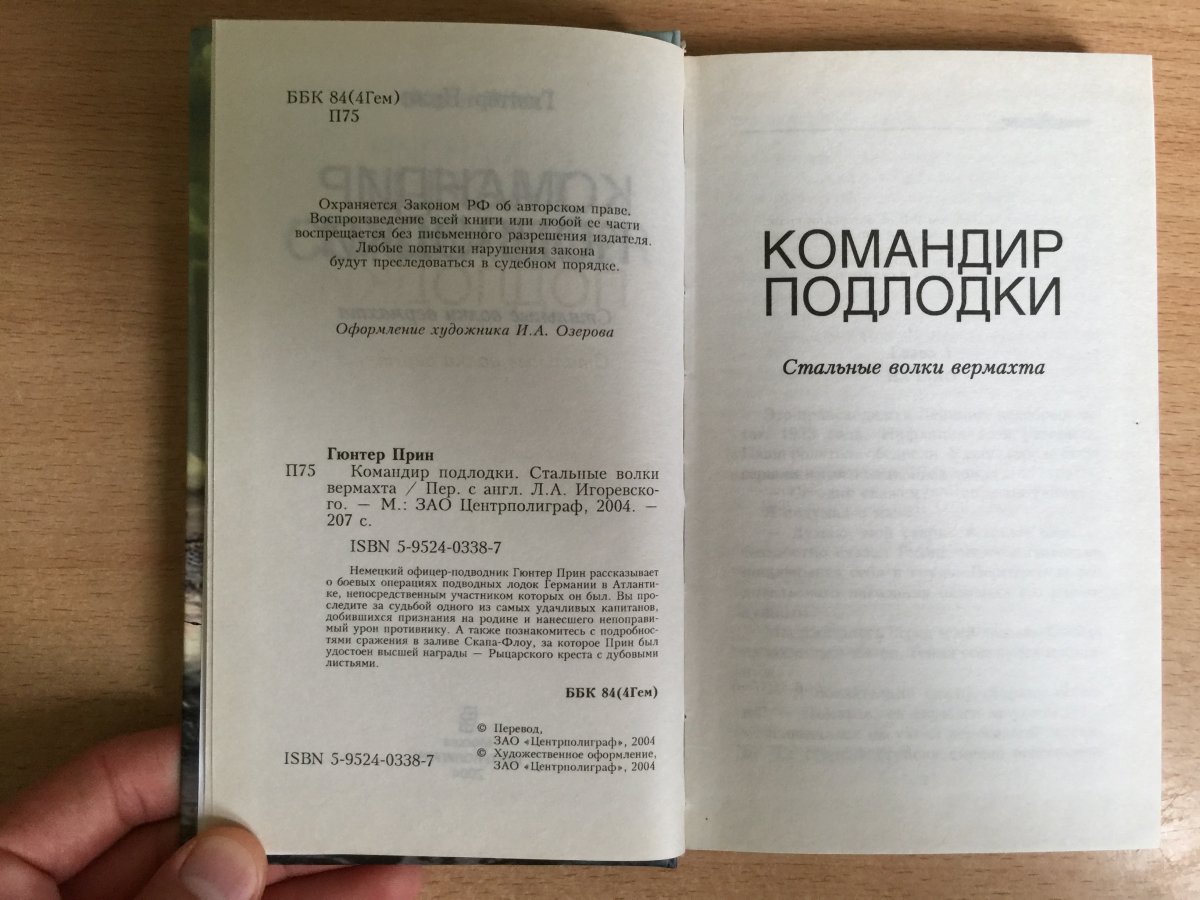 ББК 84(4Гем)
П75
Охраняется Законом РФ об авторском праве.
Воспроизведение всей книги или любой ее части
воспрещается без письменного разрешения издателя.
Любые попытки нарушения закона
будут преследоваться в судебном порядке.
Оформление художника И.А. Озерова
Гюнтер Прин
П75 Командир подлодки. Стальные волки
вермахта / Пер. с англ. Л.А. Игоревско-
го. — М.: ЗАО Центрполиграф, 2004. —
207 с.
ISBN 5-9524-0338-7
Немецкий офицер-подводник Гюнтер Прин рассказывает
о боевых операциях подводных лодок Германии в Атланти-
ке, непосредственным участником которых он был. Вы про-
следите за судьбой одного из самых удачливых капитанов,
добившихся признания на родине и нанесшего непоправи-
мый урон противнику. А также познакомитесь с подробнос-
тями сражения в заливе Скапа-Флоу, за которое Прин был
удостоен высшей награды — Рыцарского креста с дубовыми
листьями.
ББК 84(4Гем)
© Перевод,
ЗАО «Центрполиграф», 2004
© Художественное оформление,
ЗАО «Центрполиграф», 2004
ISBN 5-9524-0338-7
КОМАНДИР
ПОДЛОДКИ
Стальные волки вермахта